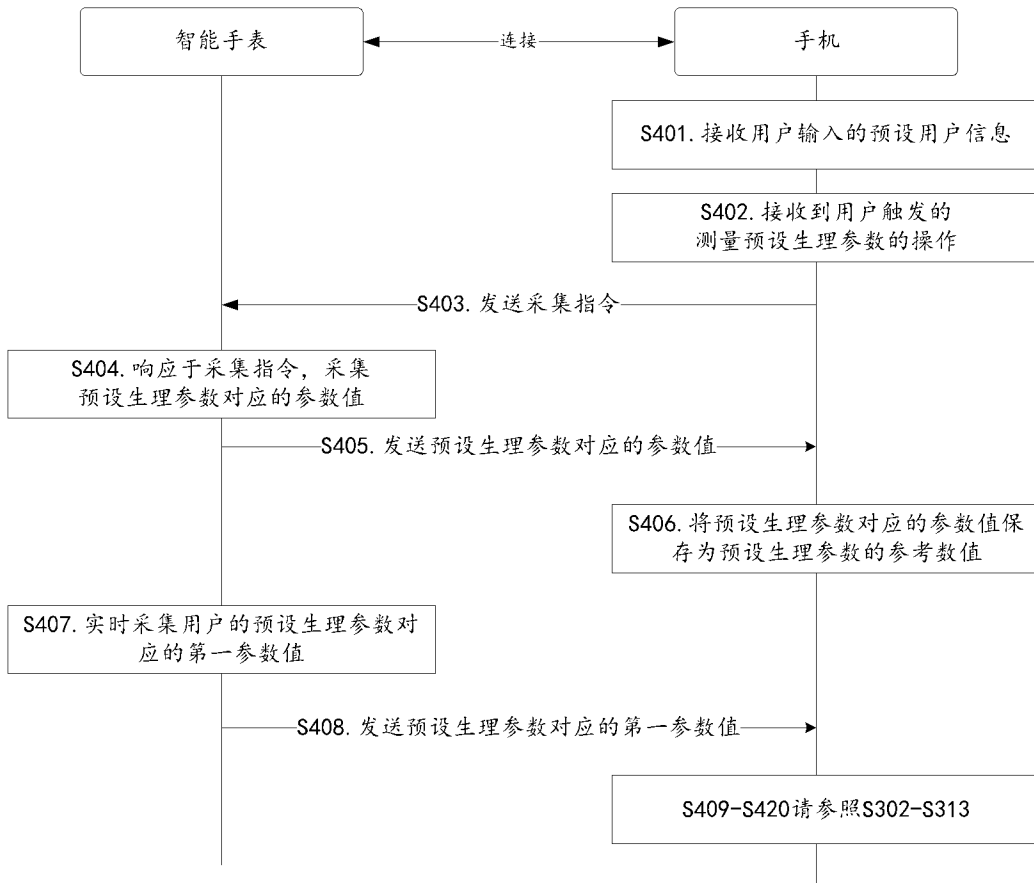 智能手表
连接
手机
S401.接收用户输入的预设用户信息
S402.接收到用户触发的
测量预设生理参数的操作
S403.发送采集指令
S404.响应于采集指令，采集
预设生理参数对应的参数值
S405.发送预设生理参数对应的参数值
S406.将预设生理参数对应的参数值保
存为预设生理参数的参考数值
S407.实时采集用户的预设生理参数对
应的第一参数值
S408.发送预设生理参数对应的第一参数值
S409-S420请参照S302-S313